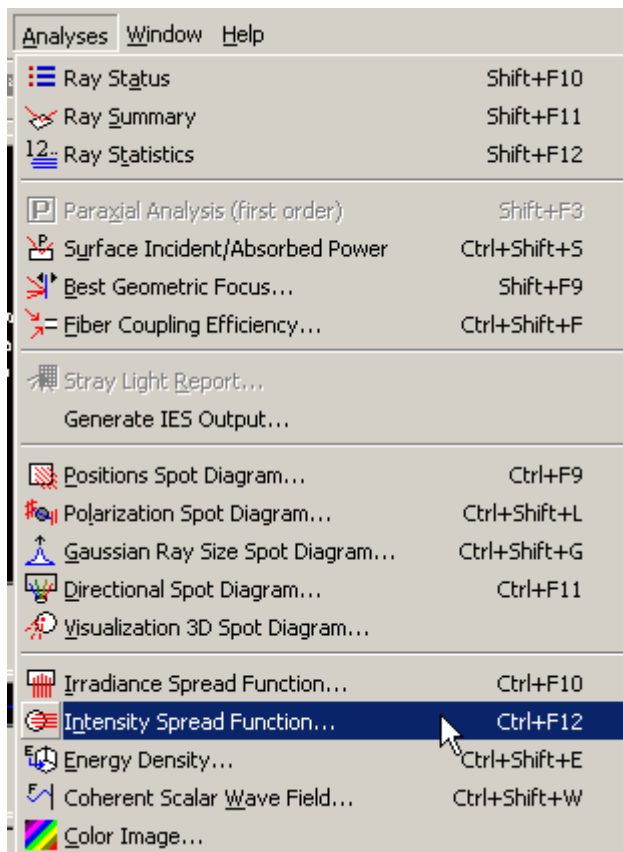 Analyses Window Help
Ray Status Shift+F10
Ray Summary Shift+F11
12.. Ray Statistics Shift+F12
P Paraxial Analysis (first order) Shift+F3
Surface Incident/Absorbed Power Ctrl+Shift+S
Best Geometric Focus... Shift+F9
Fiber Coupling Efficiency... Ctrl+Shift+F
Stray Light Report...
Generate IES Output...
Positions Spot Diagram... Ctrl+F9
Polarization Spot Diagram... Ctrl+Shift+L
Gaussian Ray Size Spot Diagram... Ctrl+Shift+G
Directional Spot Diagram... Ctrl+F11
Visualization 3D Spot Diagram...
Irradiance Spread Function... Ctrl+F10
Intensity Spread Function... Ctrl+F12
E Energy Density... Ctrl+Shift+E
F Coherent Scalar Wave Field... Ctrl+Shift+W
Color Image...